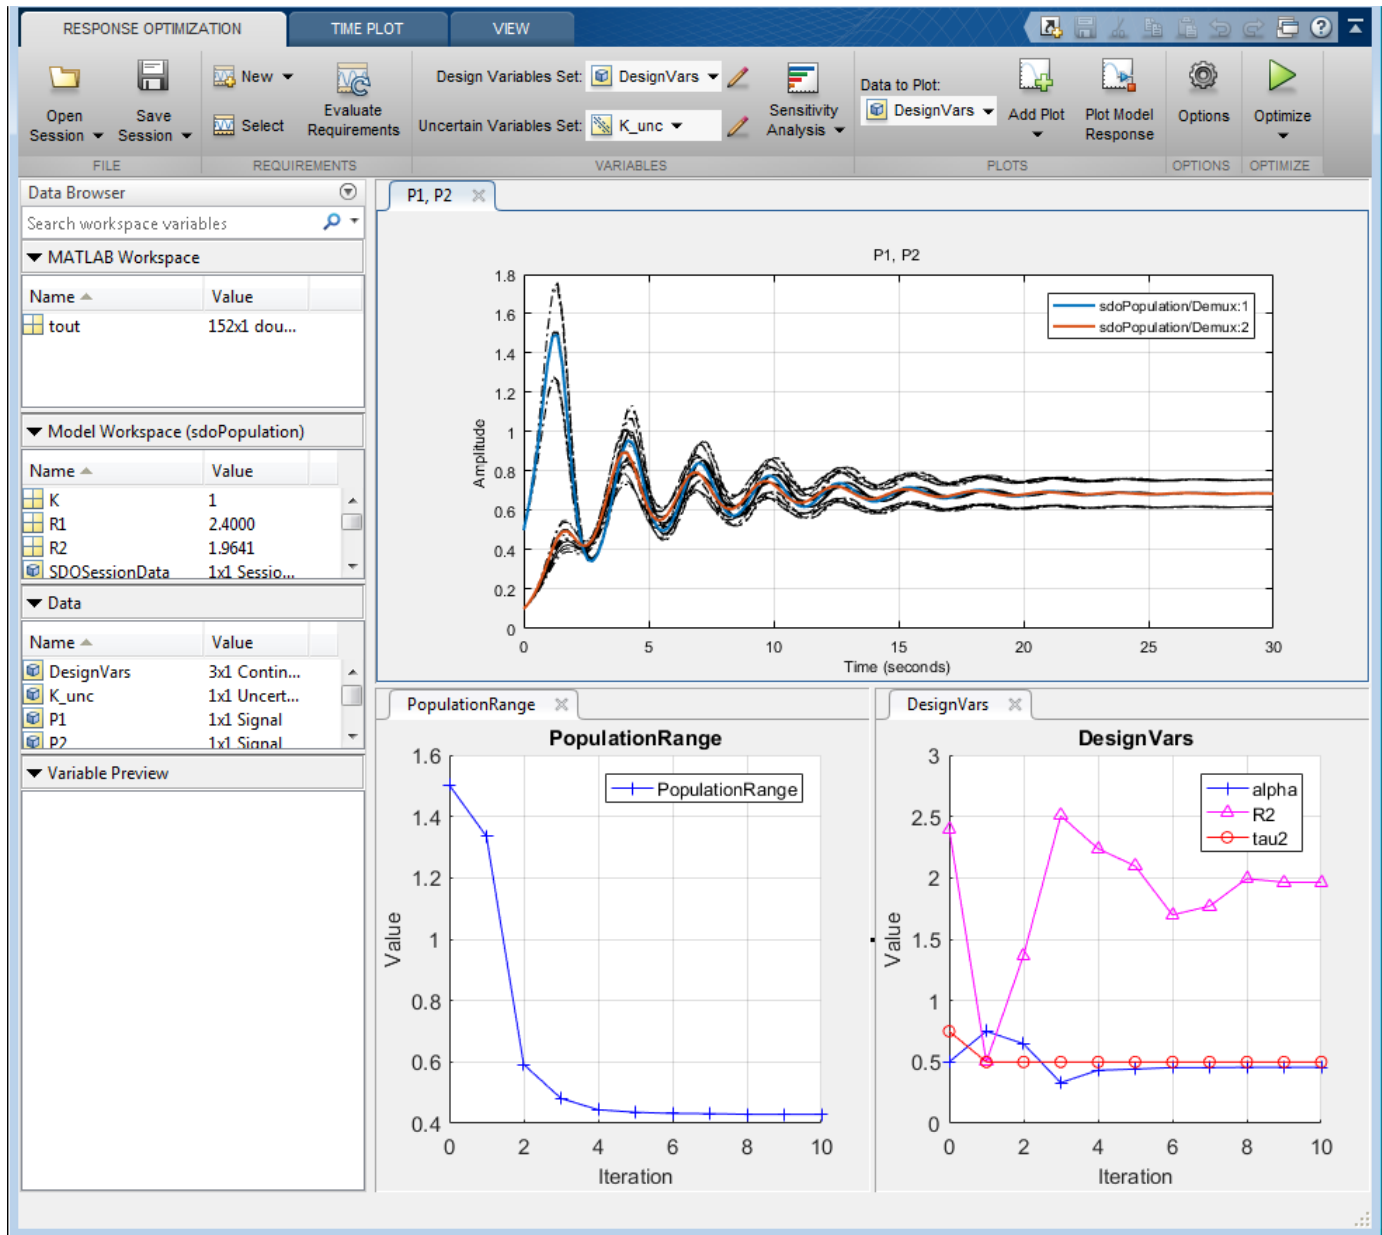 RESPONSE OPTIMIZATION TIME PLOT VIEW
New Design Variables Set: DesignVars Data to Plot:
Open Session Save Session Select Evaluate Requirements Uncertain Variables Set: K_unc Sensitivity Analysis DesignVars Add Plot Plot Model Response Options Optimize
FILE REQUIREMENTS VARIABLES PLOTS OPTIONS OPTIMIZE
Data Browser
Search workspace variables
MATLAB Workspace
Name Value
tout 152x1 dou...
Model Workspace (sdoPopulation)
Name Value
K 1
R1 2.4000
R2 1.9641
SDOSessionData 1x1 Sessio...
Data
Name Value
DesignVars 3x1 Contin...
K_unc 1x1 Uncert...
P1 1x1 Signal
P2 1x1 Signal
Variable Preview
P1, P2
P1, P2
sdoPopulation/Demux:1
sdoPopulation/Demux:2
Amplitude
1.8
1.6
1.4
1.2
1
0.8
0.6
0.4
0.2
0
0 5 10 15 20 25 30
Time (seconds)
PopulationRange
PopulationRange
PopulationRange
Value
1.6
1.4
1.2
1
0.8
0.6
0.4
0 2 4 6 8 10
Iteration
DesignVars
DesignVars
alpha
R2
tau2
Value
3
2.5
2
1.5
1
0.5
0
0 2 4 6 8 10
Iteration